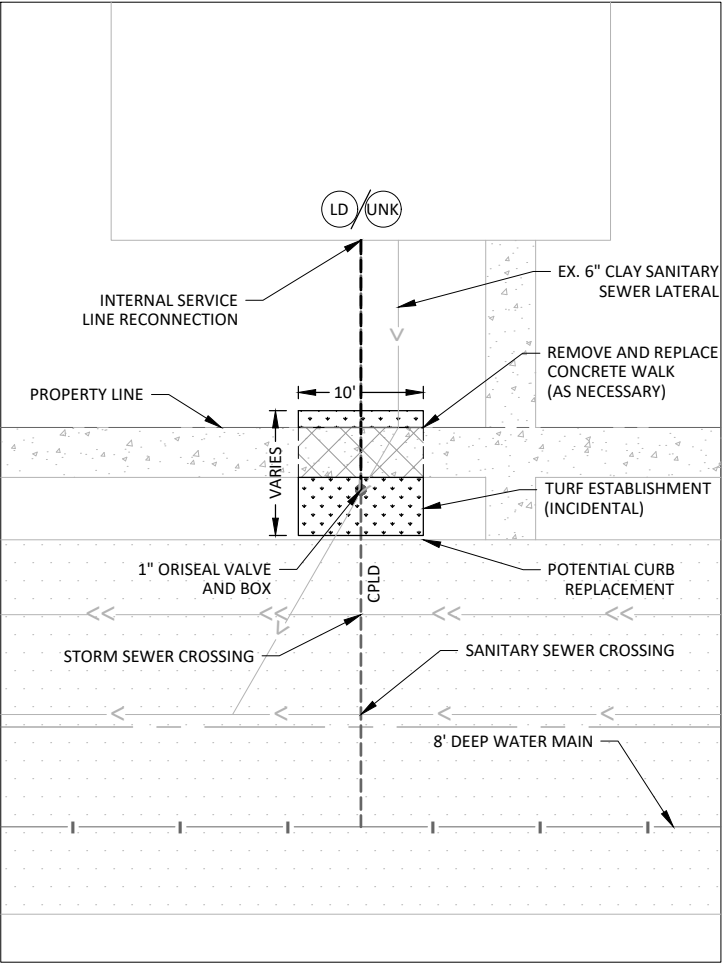 LD / UNK
INTERNAL SERVICE
LINE RECONNECTION
EX. 6" CLAY SANITARY
SEWER LATERAL
REMOVE AND REPLACE
CONCRETE WALK
(AS NECESSARY)
PROPERTY LINE
10'
VARIES
TURF ESTABLISHMENT
(INCIDENTAL)
1" ORISEAL VALVE
AND BOX
CPLD
POTENTIAL CURB
REPLACEMENT
STORM SEWER CROSSING
SANITARY SEWER CROSSING
8' DEEP WATER MAIN